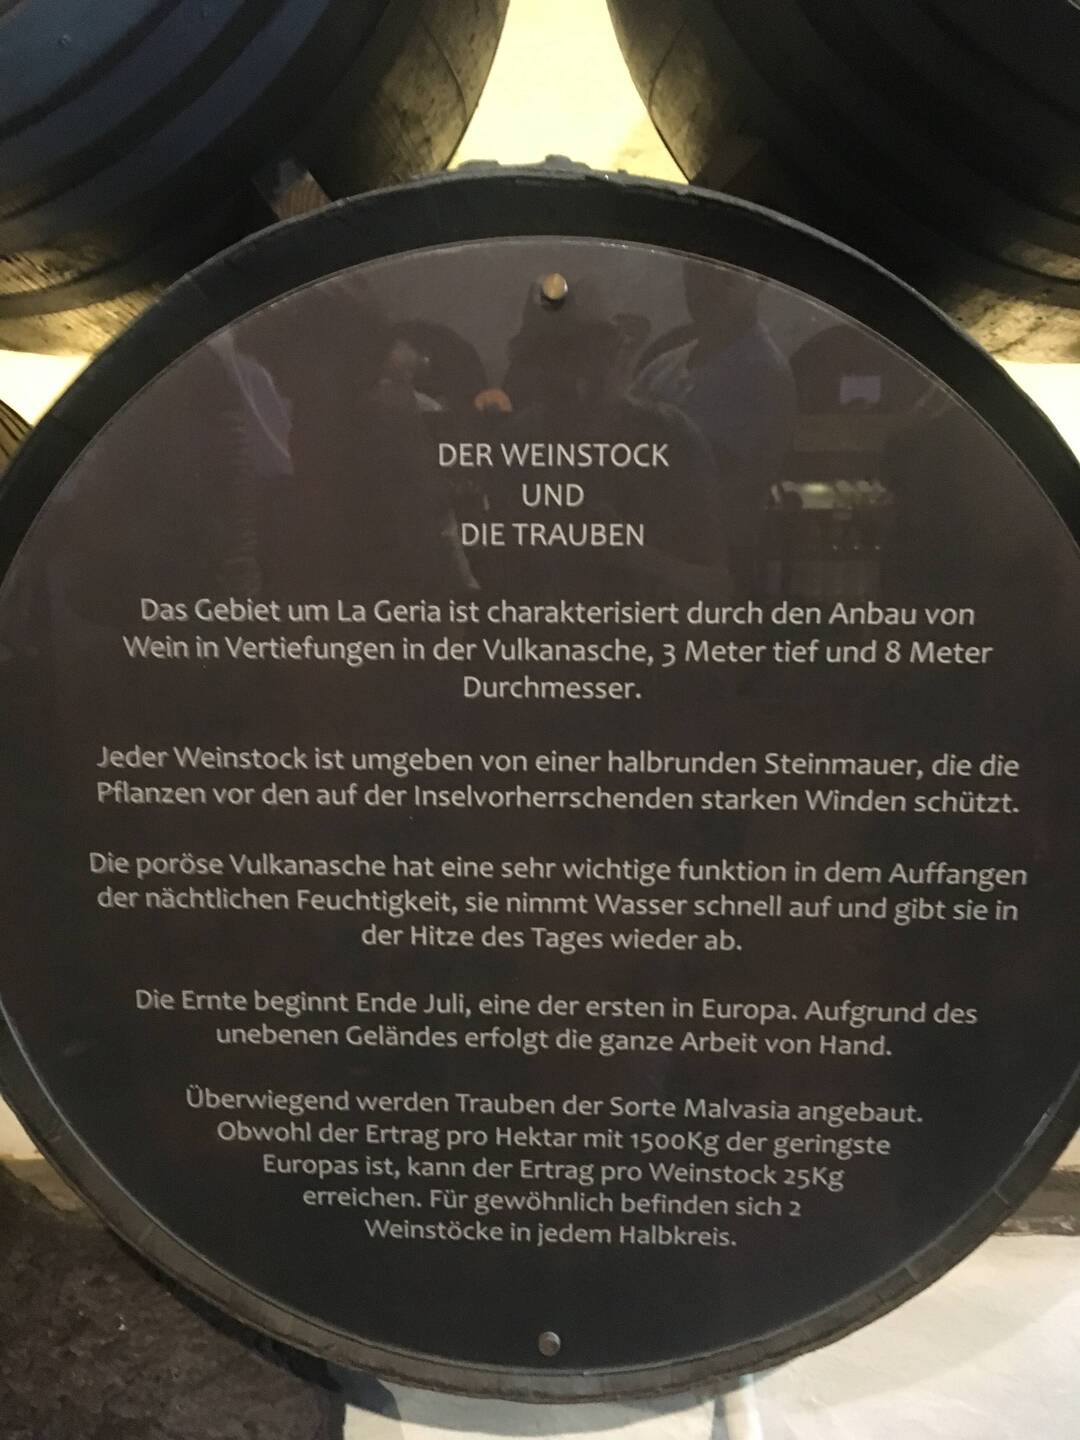 DER WEINSTOCK
UND
DIE TRAUBEN
Das Gebiet um La Geria ist charakterisiert durch den Anbau von
Wein in Vertiefungen in der Vulkanasche, 3 Meter tief und 8 Meter
Durchmesser.
Jeder Weinstock ist umgeben von einer halbrunden Steinmauer, die die
Pflanzen vor den auf der Inselvorherrschenden starken Winden schützt.
Die poröse Vulkanasche hat eine sehr wichtige funktion in dem Auffangen
der nächtlichen Feuchtigkeit, sie nimmt Wasser schnell auf und gibt sie in
der Hitze des Tages wieder ab.
Die Ernte beginnt Ende Juli, eine der ersten in Europa. Aufgrund des
unebenen Geländes erfolgt die ganze Arbeit von Hand.
Überwiegend werden Trauben der Sorte Malvasia angebaut.
Obwohl der Ertrag pro Hektar mit 1500Kg der geringste
Europas ist, kann der Ertrag pro Weinstock 25Kg
erreichen. Für gewöhnlich befinden sich 2
Weinstöcke in jedem Halbkreis.